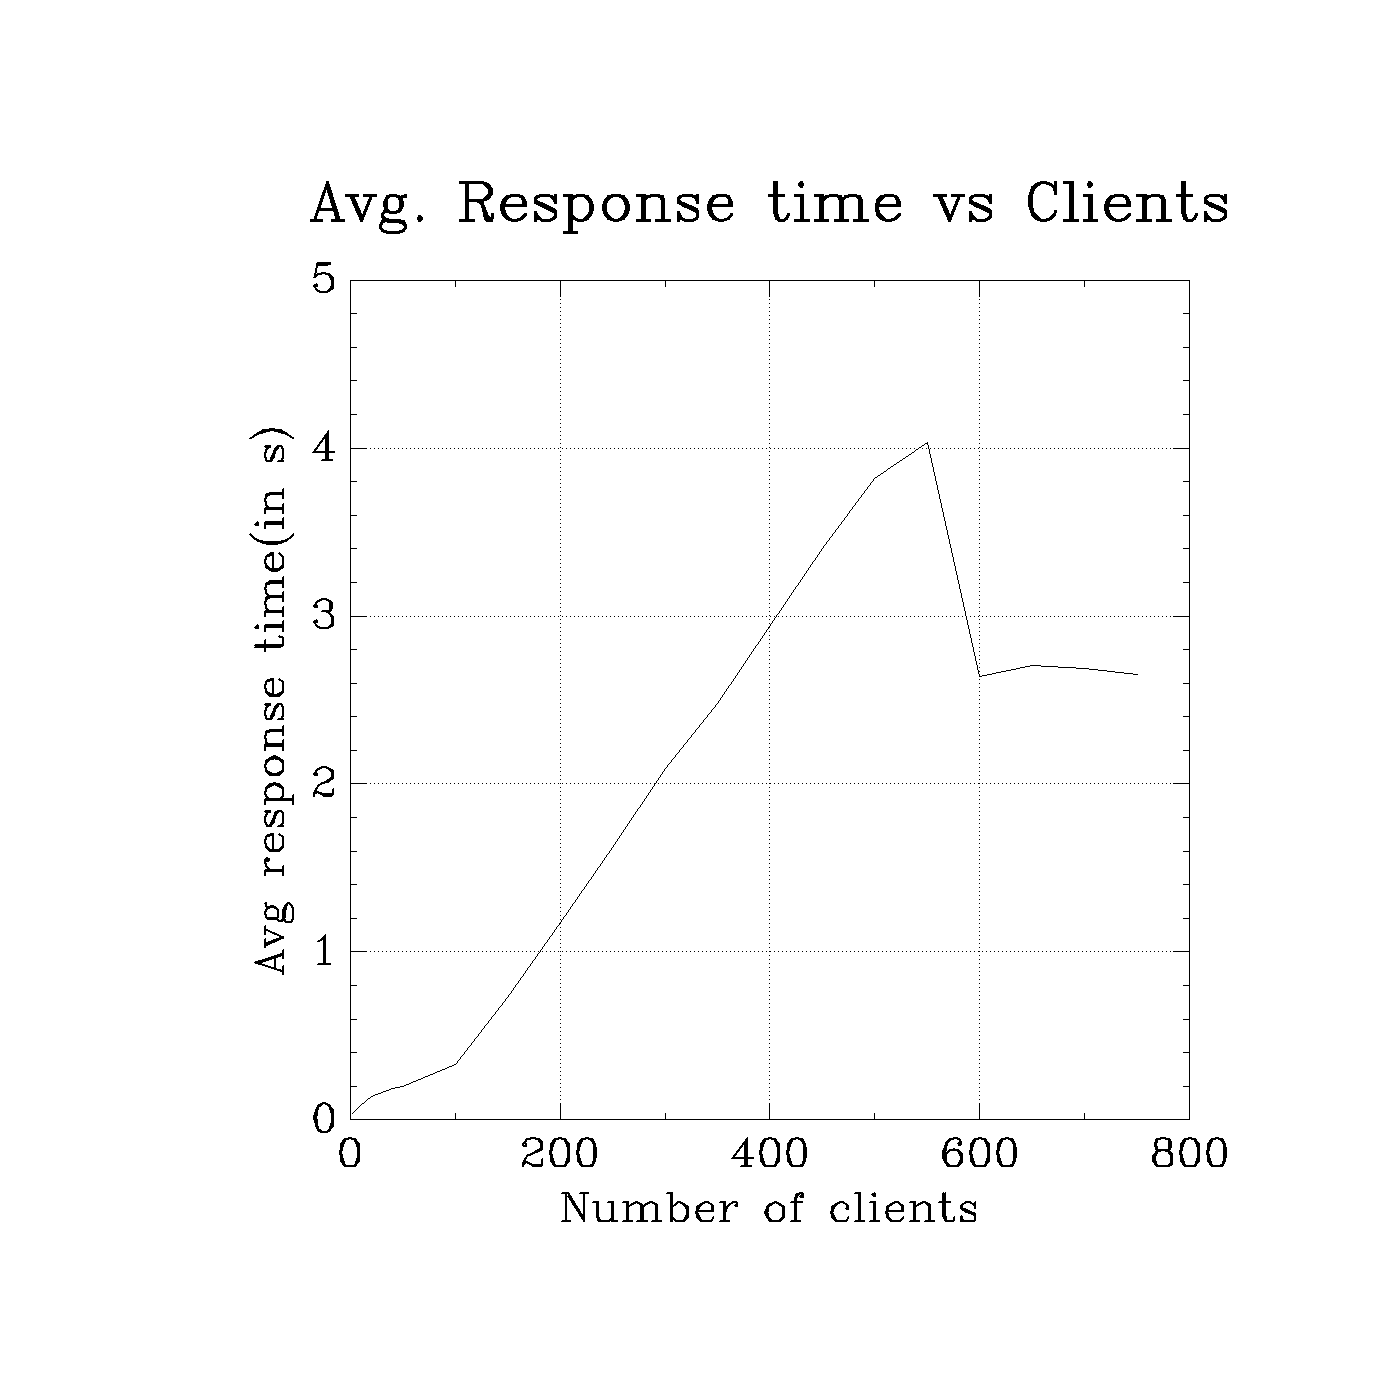 Avg. Response time vs Clients
5
4
3
2
1
0
Avg response time(in s)
0 200 400 600 800
Number of clients